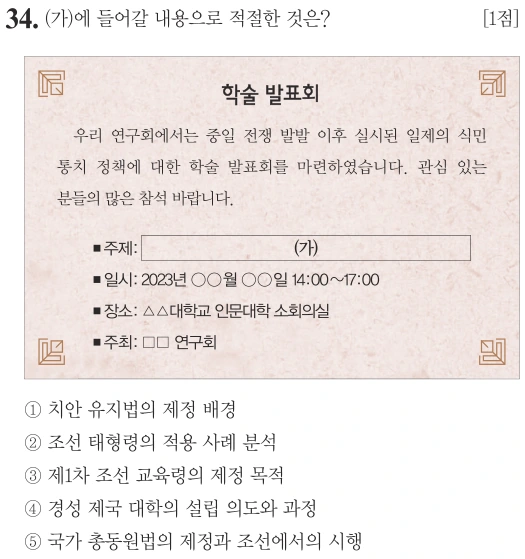 34. (가)에 들어갈 내용으로 적절한 것은? [1점]
학술 발표회
우리 연구회에서는 중일 전쟁 발발 이후 실시된 일제의 식민
통치 정책에 대한 학술 발표회를 마련하였습니다. 관심 있는
분들의 많은 참석 바랍니다.
■ 주제: (가)
■ 일시: 2023년 ○○월 ○○일 14:00~17:00
■ 장소: △△대학교 인문대학 소회의실
■ 주최: □□ 연구회
① 치안 유지법의 제정 배경
② 조선 태형령의 적용 사례 분석
③ 제1차 조선 교육령의 제정 목적
④ 경성 제국 대학의 설립 의도와 과정
⑤ 국가 총동원법의 제정과 조선에서의 시행